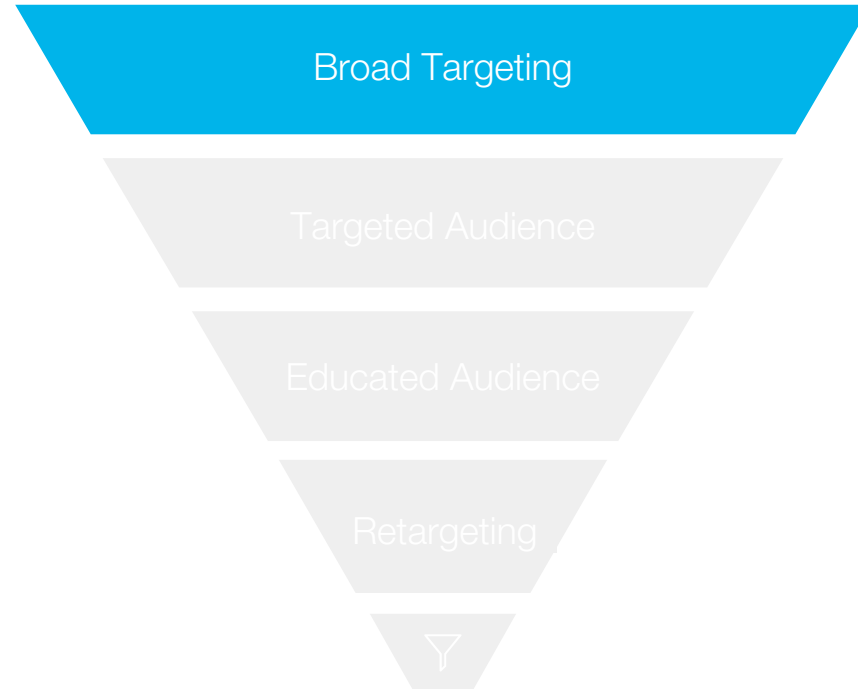 Broad Targeting
Targeted Audience
Educated Audience
Retargeting